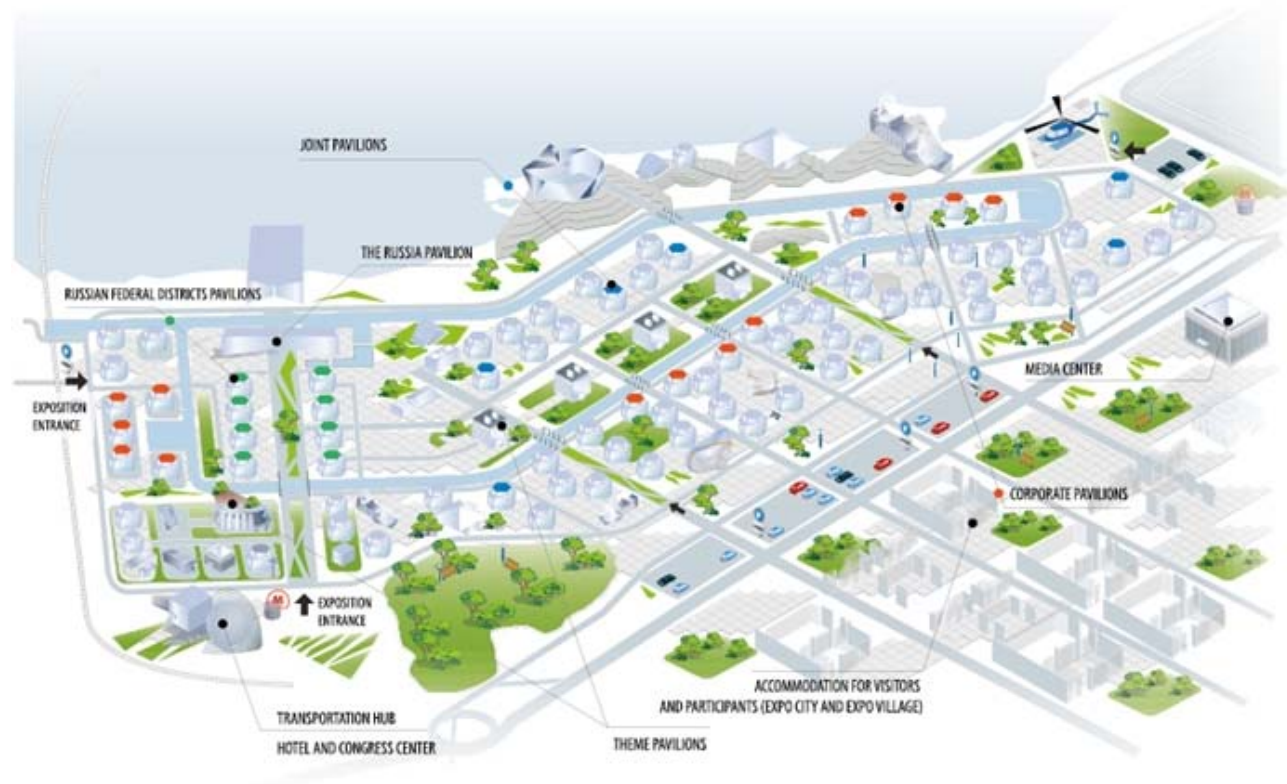 JOINT PAVILIONS
THE RUSSIA PAVILION
RUSSIAN FEDERAL DISTRICTS PAVILIONS
EXPOSITION
ENTRANCE
MEDIA CENTER
CORPORATE PAVILIONS
M
M
EXPOSITION
ENTRANCE
ACCOMMODATION FOR VISITORS
AND PARTICIPANTS (EXPO CITY AND EXPO VILLAGE)
TRANSPORTATION HUB
HOTEL AND CONGRESS CENTER
THEME PAVILIONS